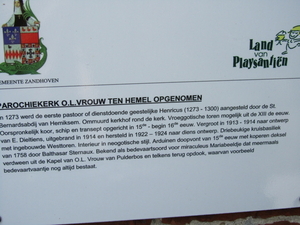 EMEENTE ZANDHOVEN
Land
van
Playsantiën
PAROCHIEKERK O.L.VROUW TEN HEMEL OPGENOMEN
n 1273 werd de eerste pastoor of dienstdoende geestelijke Henricus (1273 - 1300) aangesteld door de St.
Bernardsabdij van Hemiksem. Ommuurd kerkhof rond de kerk. Vroeggotische toren mogelijk uit de XIII de eeuw.
Oorspronkelijk koor, schip en transept opgericht in 15de - begin 16de eeuw. Vergroot in 1913 - 1914 naar ontwerp
van E. Dieltiens, uitgebrand in 1914 en hersteld in 1922 - 1924 naar diens ontwerp. Driebeukige kruisbasiliek
met ingebouwde Westtoren. Interieur in neogotische stijl. Arduinen doopvont van 15de eeuw met koperen deksel
van 1758 door Balthasar Sternaux. Bekend als bedevaartoord voor miraculeus Mariabeeldje dat meermaals
verdween uit de Kapel van O.L. Vrouw van Pulderbos en telkens terug opdook, waarvan voorbeeld
bedevaartvaantje nog altijd bestaat.